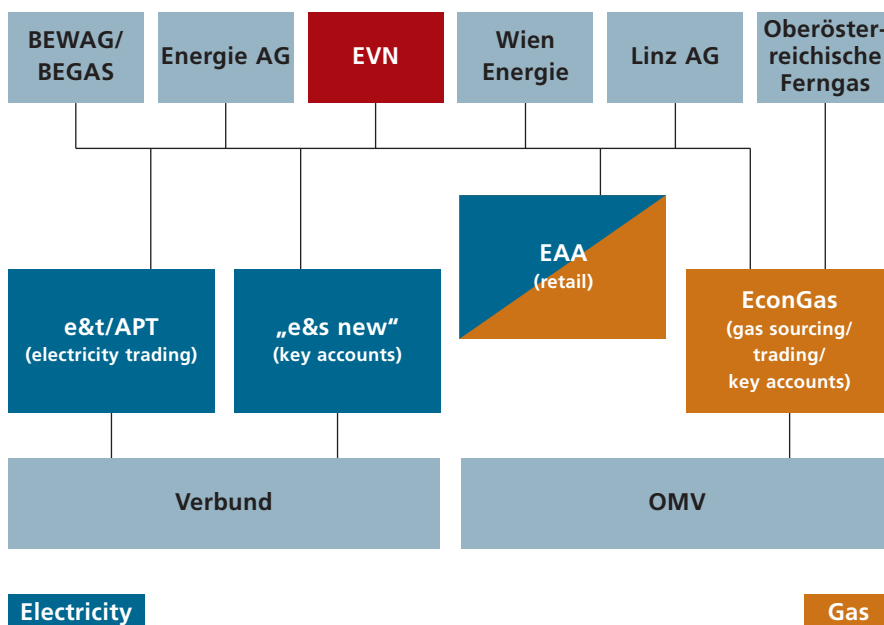 BEWAG/
BEGAS
Energie AG
EVN
Wien
Energie
Linz AG
Oberöster-
reichische
Ferngas
EAA
(retail)
e&t/APT
(electricity trading)
„e&s new“
(key accounts)
EconGas
(gas sourcing/
trading/
key accounts)
Verbund
OMV
Electricity
Gas